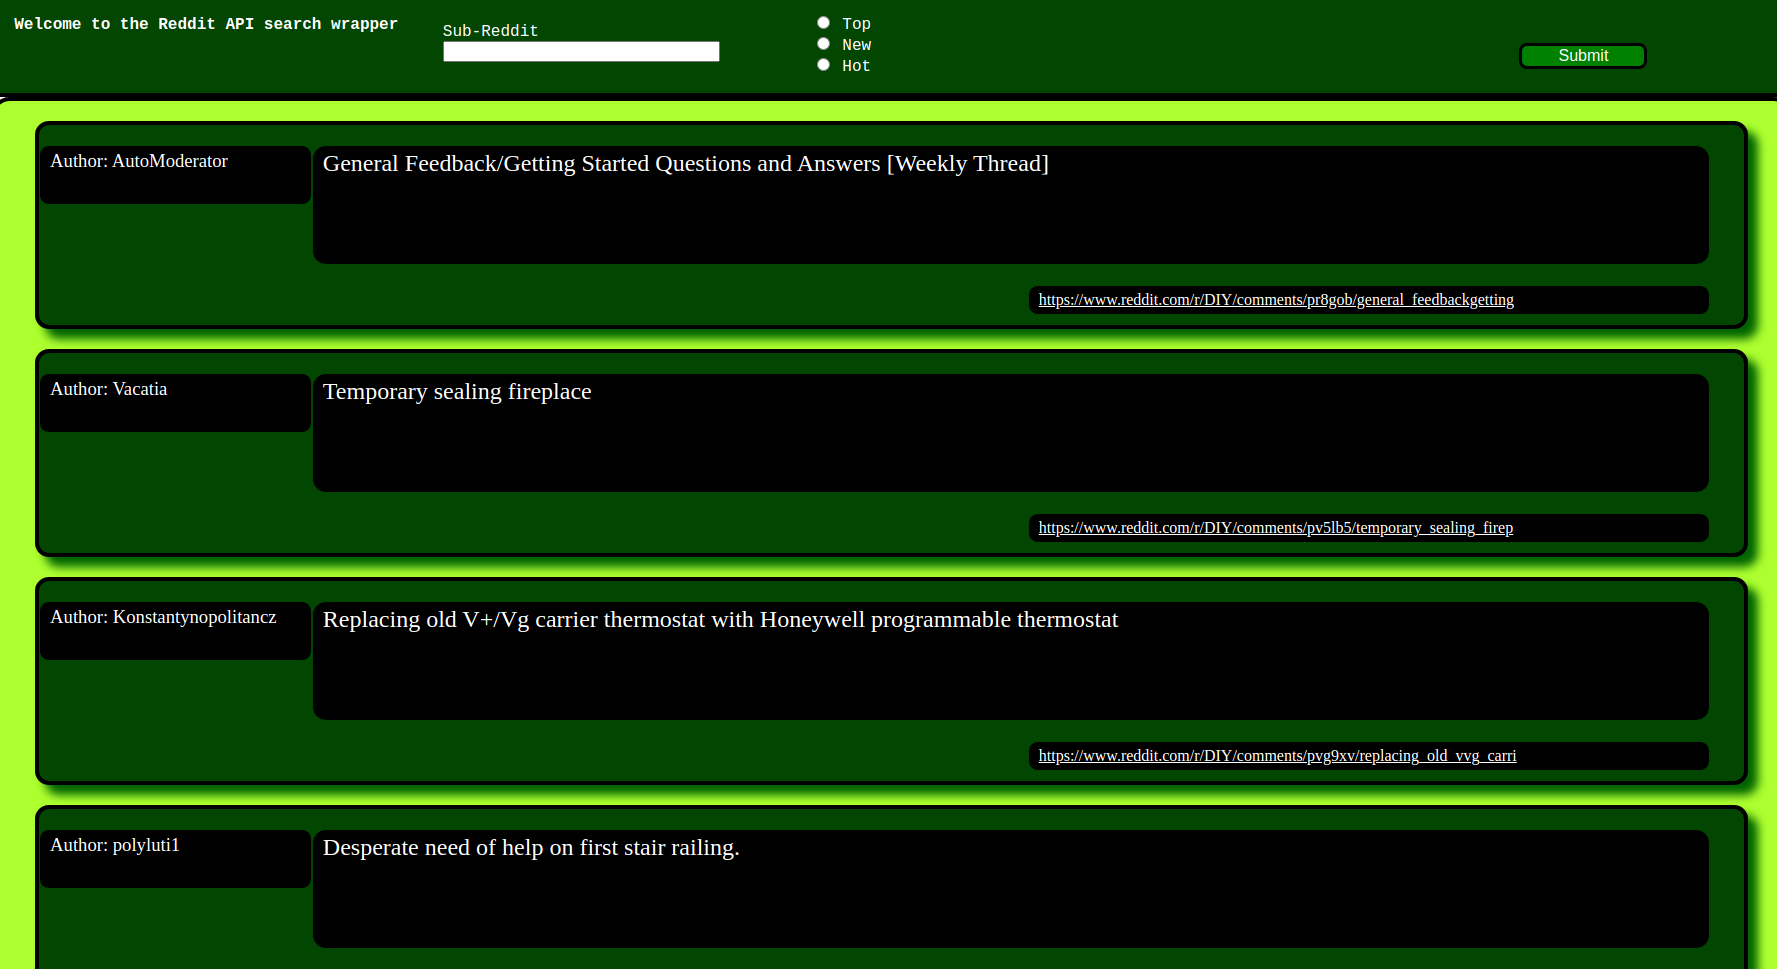 Welcome to the Reddit API search wrapper
Sub-Reddit
Top
New
Hot
Submit
Author: AutoModerator
General Feedback/Getting Started Questions and Answers [Weekly Thread]
https://www.reddit.com/r/DIY/comments/pr8gob/general_feedbackgetting
Author: Vacatia
Temporary sealing fireplace
https://www.reddit.com/r/DIY/comments/pv5lb5/temporary_sealing_firep
Author: Konstantynopolitancz
Replacing old V+/Vg carrier thermostat with Honeywell programmable thermostat
https://www.reddit.com/r/DIY/comments/pvg9xv/replacing_old_vvg_carri
Author: polyluti1
Desperate need of help on first stair railing.